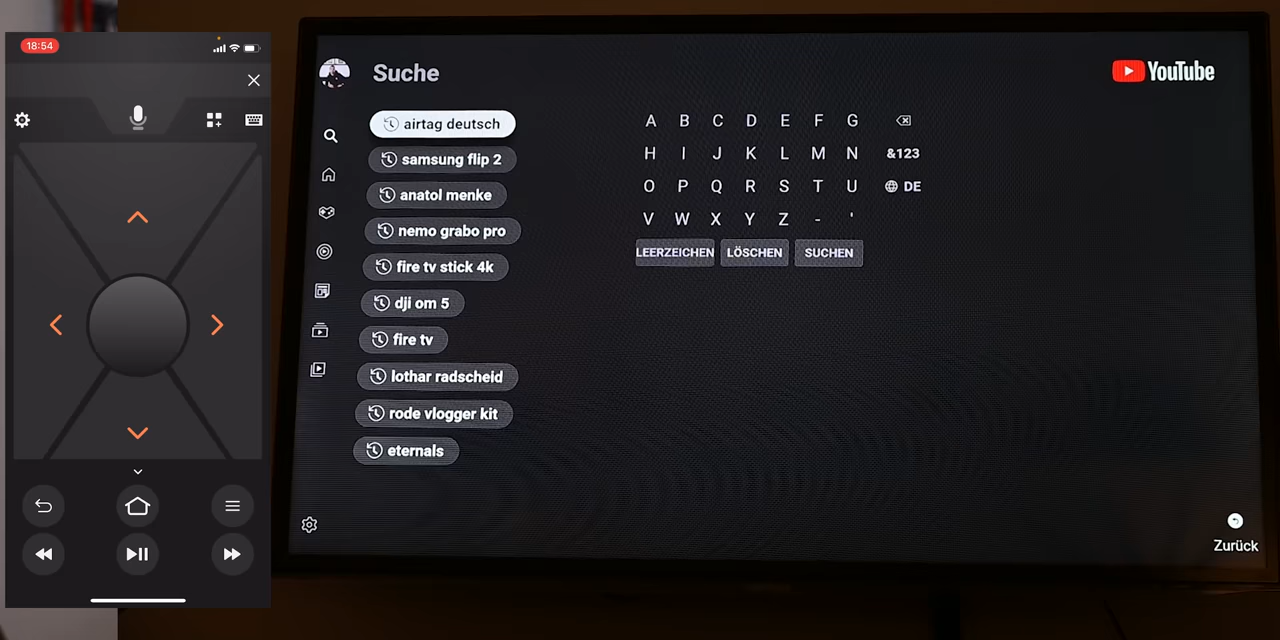 18:54
Suche
YouTube
airtag deutsch
samsung flip 2
anatol menke
nemo grabo pro
fire tv stick 4k
dji om 5
fire tv
lothar radscheid
rode vlogger kit
eternals
A B C D E F G
H I J K L M N &123
O P Q R S T U DE
V W X Y Z - '
LEERZEICHEN LÖSCHEN SUCHEN
Zurück